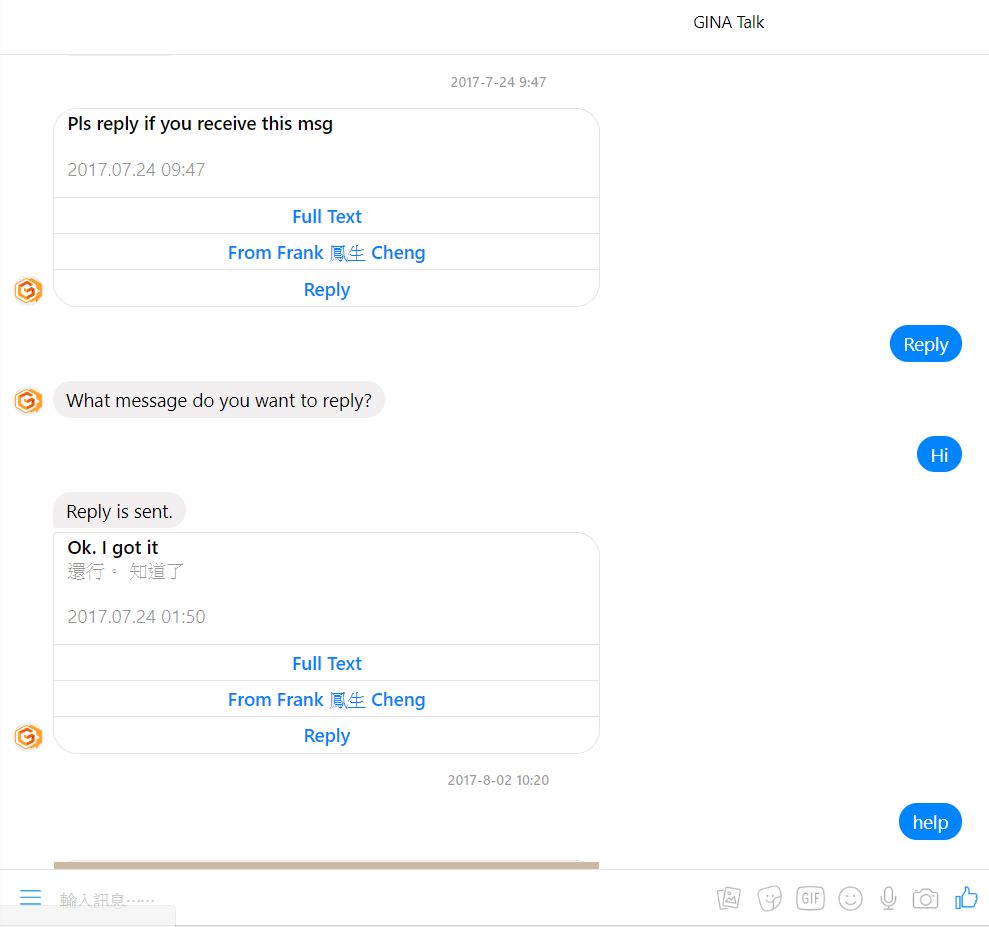 GINA Talk
2017-7-24 9:47
Pls reply if you receive this msg
2017.07.24 09:47
Full Text
From Frank 鳳生 Cheng
Reply
Reply
What message do you want to reply?
Hi
Reply is sent.
Ok. I got it
還行。 知道了
2017.07.24 01:50
Full Text
From Frank 鳳生 Cheng
Reply
2017-8-02 10:20
help
輸入訊息⋯⋯
GIF